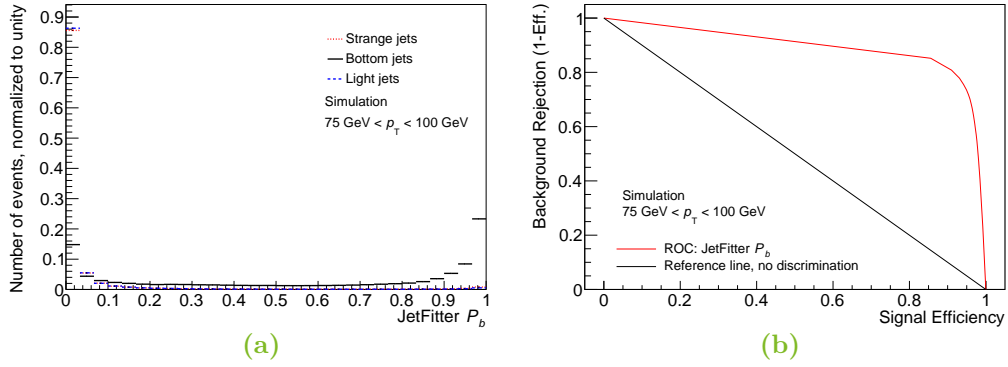 Number of events, normalized to unity
0.9
0.8
0.7
0.6
0.5
0.4
0.3
0.2
0.1
0
Strange jets
Bottom jets
Light jets
Simulation
75 GeV < p_T < 100 GeV
0 0.1 0.2 0.3 0.4 0.5 0.6 0.7 0.8 0.9 1
JetFitter P_b
(a)
Background Rejection (1-Eff.)
1
0.8
0.6
0.4
0.2
0
Simulation
75 GeV < p_T < 100 GeV
ROC: JetFitter P_b
Reference line, no discrimination
0 0.2 0.4 0.6 0.8 1
Signal Efficiency
(b)